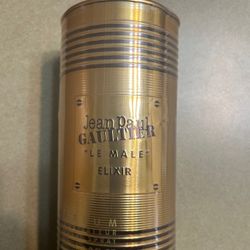 Jean Paul
GAULTIER
"LE MALE"
ELIXIR